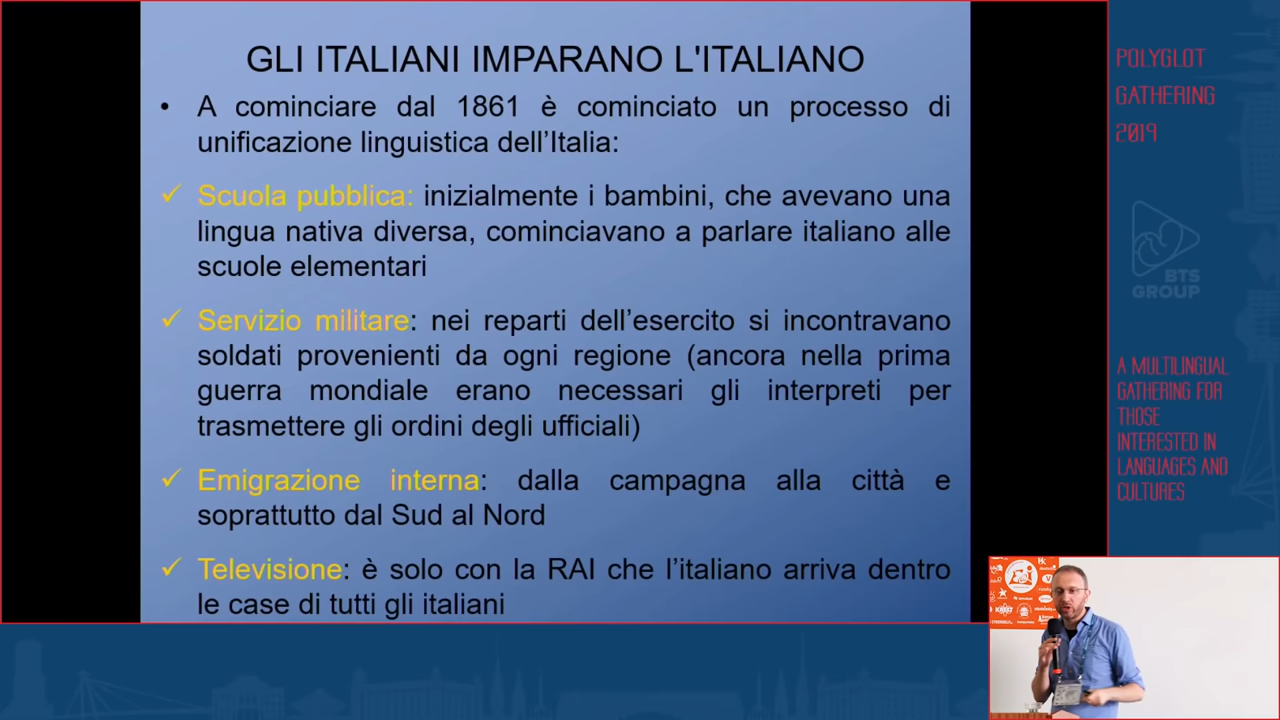 GLI ITALIANI IMPARANO L'ITALIANO
• A cominciare dal 1861 è cominciato un processo di
unificazione linguistica dell’Italia:
✓ Scuola pubblica: inizialmente i bambini, che avevano una
lingua nativa diversa, cominciavano a parlare italiano alle
scuole elementari
✓ Servizio militare: nei reparti dell’esercito si incontravano
soldati provenienti da ogni regione (ancora nella prima
guerra mondiale erano necessari gli interpreti per
trasmettere gli ordini degli ufficiali)
✓ Emigrazione interna: dalla campagna alla città e
soprattutto dal Sud al Nord
✓ Televisione: è solo con la RAI che l’italiano arriva dentro
le case di tutti gli italiani
POLYGLOT
GATHERING
2019
BTS
GROUP
A MULTILINGUAL
GATHERING FOR
THOSE
INTERESTED IN
LANGUAGES AND
CULTURES